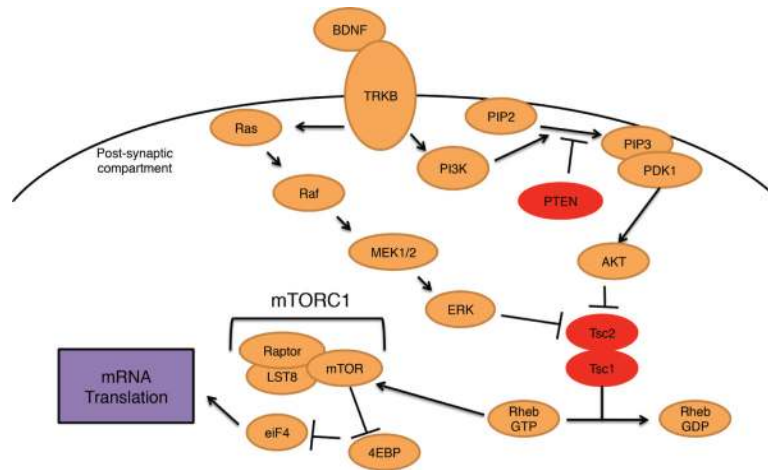 BDNF
TRKB
Ras
PIP2
PIP3
Post-synaptic
compartment
PI3K
PDK1
Raf
PTEN
MEK1/2
AKT
ERK
mTORC1
Tsc2
Raptor
mTOR
LST8
Tsc1
mRNA
Translation
eiF4
4EBP
Rheb
GTP
Rheb
GDP